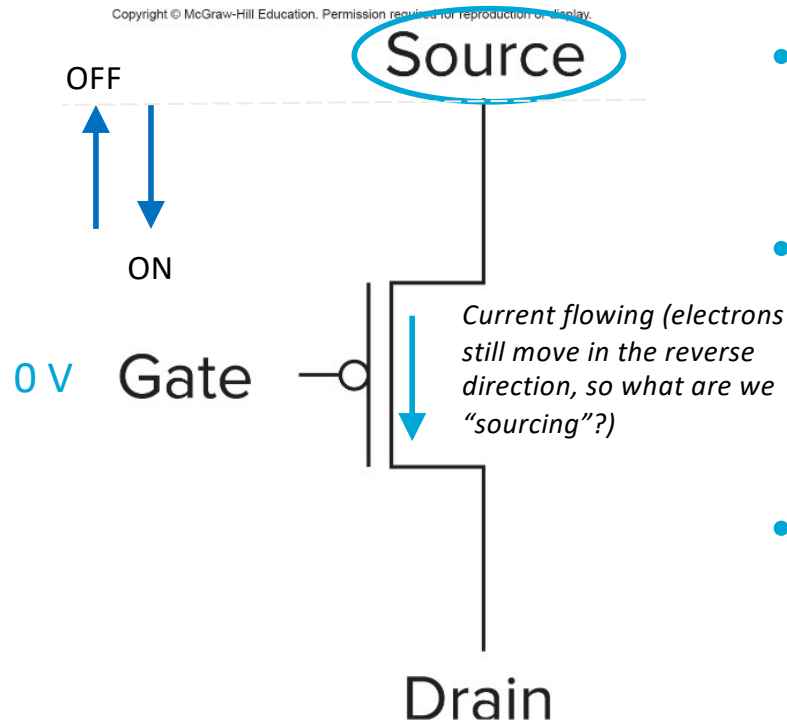 Copyright © McGraw-Hill Education. Permission required for reproduction or display.
Source
OFF
ON
Current flowing (electrons
still move in the reverse
direction, so what are we
“sourcing”?)
0 V Gate
Drain